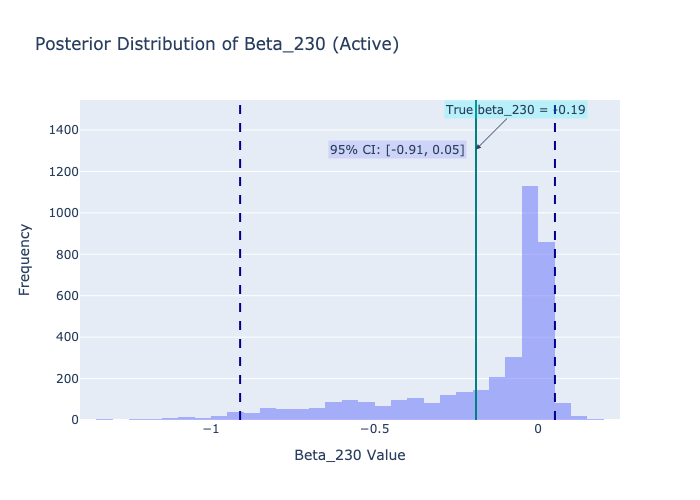 Posterior Distribution of Beta_230 (Active)
True beta_230 = -0.19
95% CI: [-0.91, 0.05]
1400
1200
1000
800
600
400
200
0
Frequency
−1
−0.5
0
Beta_230 Value